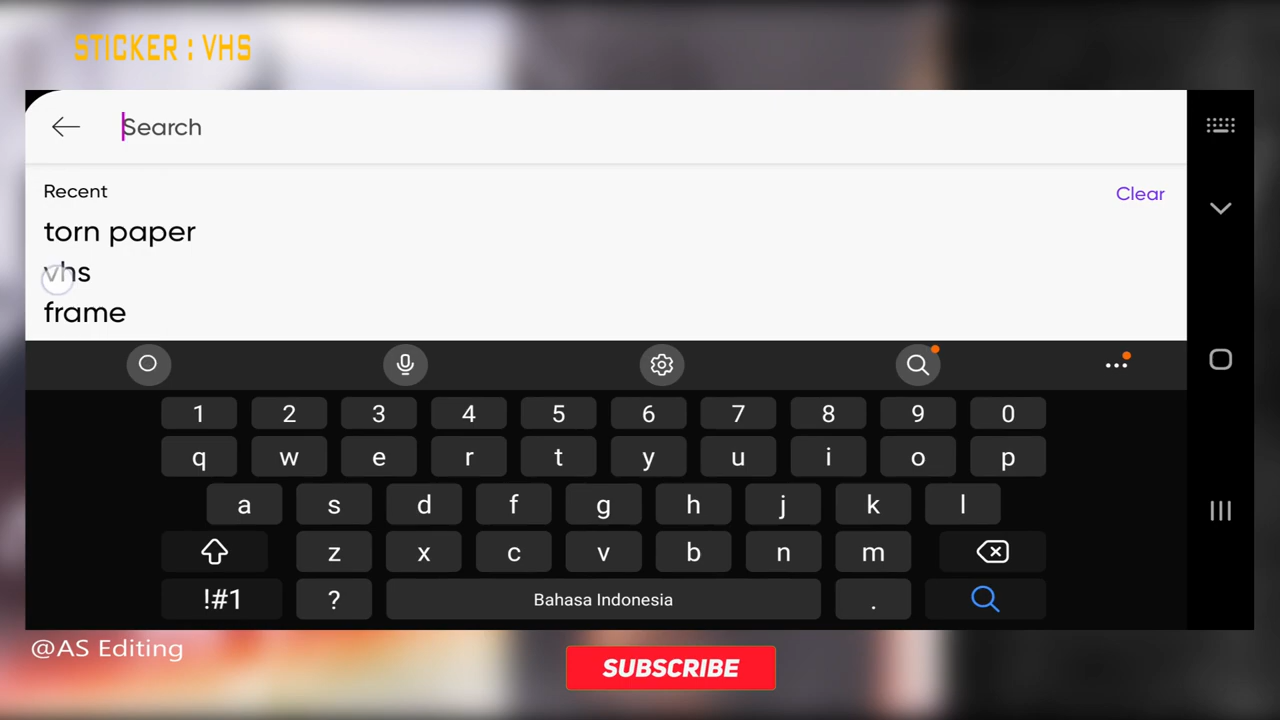 STICKER : VHS
Search
Recent
Clear
torn paper
vhs
frame
1 2 3 4 5 6 7 8 9 0
q w e r t y u i o p
a s d f g h j k l
z x c v b n m
!#1 ? Bahasa Indonesia .
@AS Editing
SUBSCRIBE